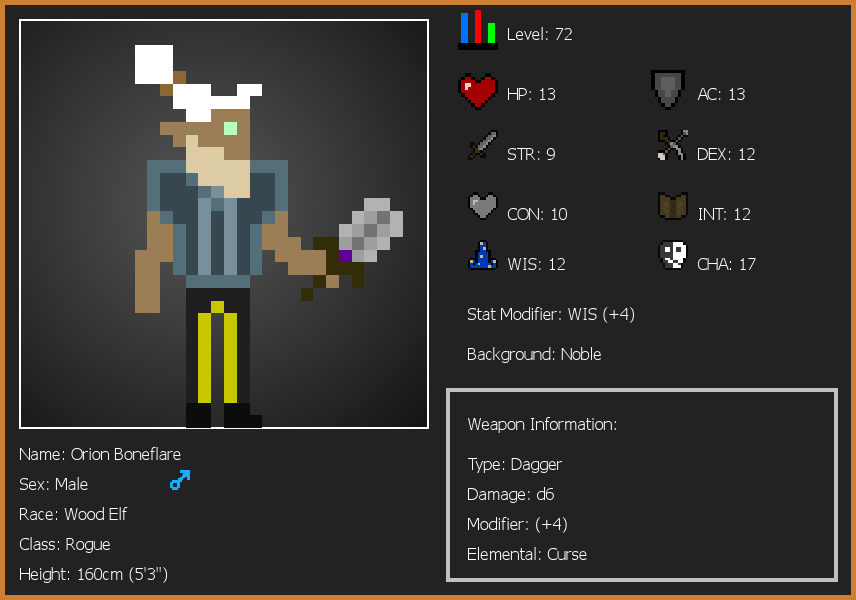 Level: 72
HP: 13
AC: 13
STR: 9
DEX: 12
CON: 10
INT: 12
WIS: 12
CHA: 17
Stat Modifier: WIS (+4)
Background: Noble
Weapon Information:
Type: Dagger
Damage: d6
Modifier: (+4)
Elemental: Curse
Name: Orion Boneflare
Sex: Male
Race: Wood Elf
Class: Rogue
Height: 160cm (5'3")